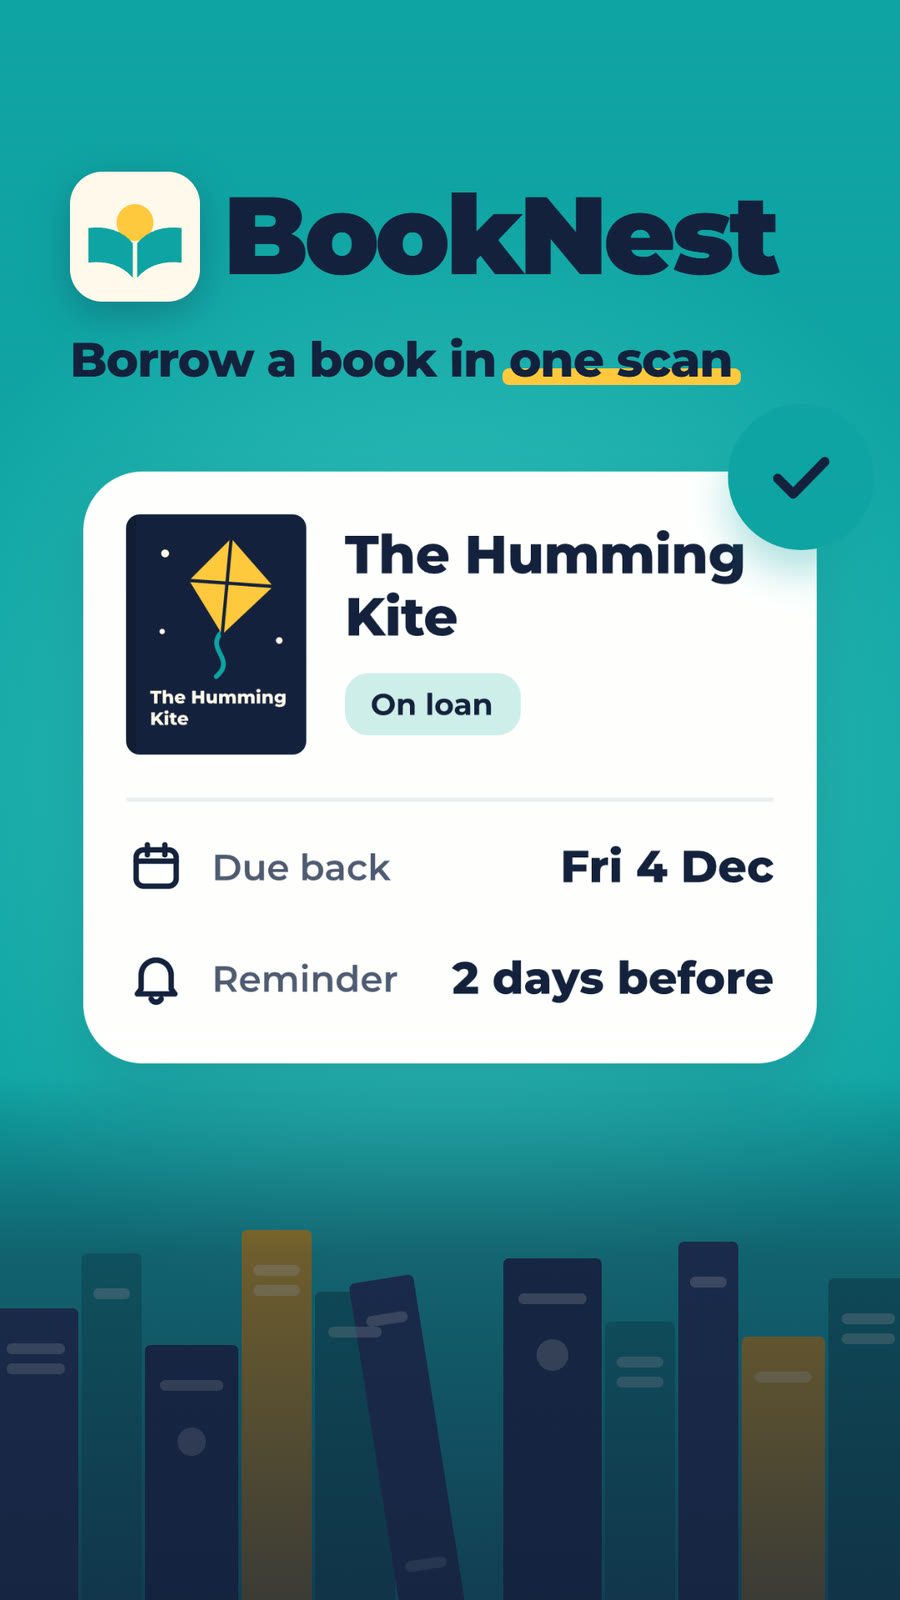 BookNest
Borrow a book in one scan
The Humming
Kite
The Humming
Kite
On loan
Due back
Fri 4 Dec
Reminder
2 days before